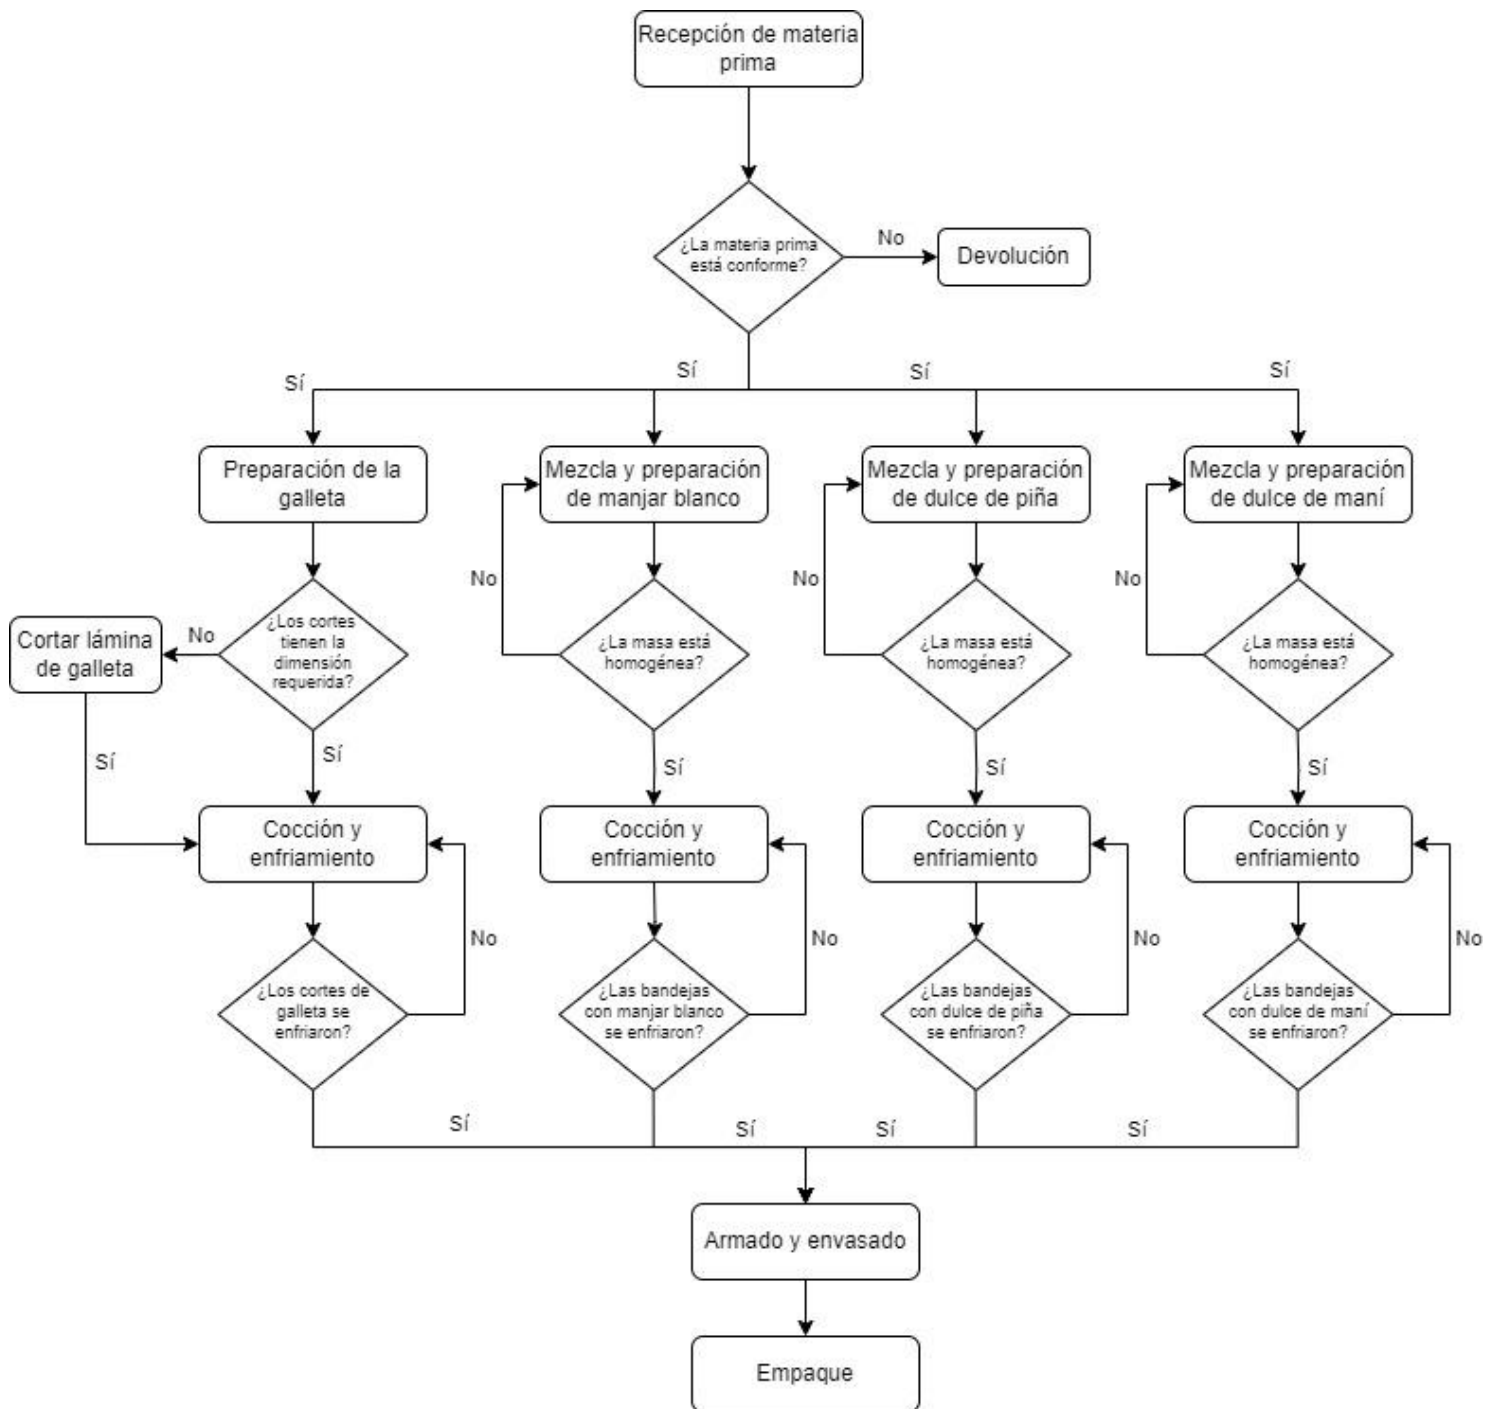 Recepción de materia
prima
¿La materia prima
está conforme?
No
Devolución
Sí
Sí
Sí
Sí
Preparación de la
galleta
Mezcla y preparación
de manjar blanco
Mezcla y preparación
de dulce de piña
Mezcla y preparación
de dulce de maní
No
No
No
Cortar lámina
de galleta
No
¿Los cortes
tienen la
dimensión
requerida?
¿La masa está
homogénea?
¿La masa está
homogénea?
¿La masa está
homogénea?
Sí
Sí
Sí
Sí
Sí
Cocción y
enfriamiento
Cocción y
enfriamiento
Cocción y
enfriamiento
Cocción y
enfriamiento
No
No
No
No
¿Los cortes de
galleta se
enfriaron?
¿Las bandejas
con manjar blanco
se enfriaron?
¿Las bandejas
con dulce de piña
se enfriaron?
¿Las bandejas
con dulce de maní
se enfriaron?
Sí
Sí
Sí
Sí
Armado y envasado
Empaque